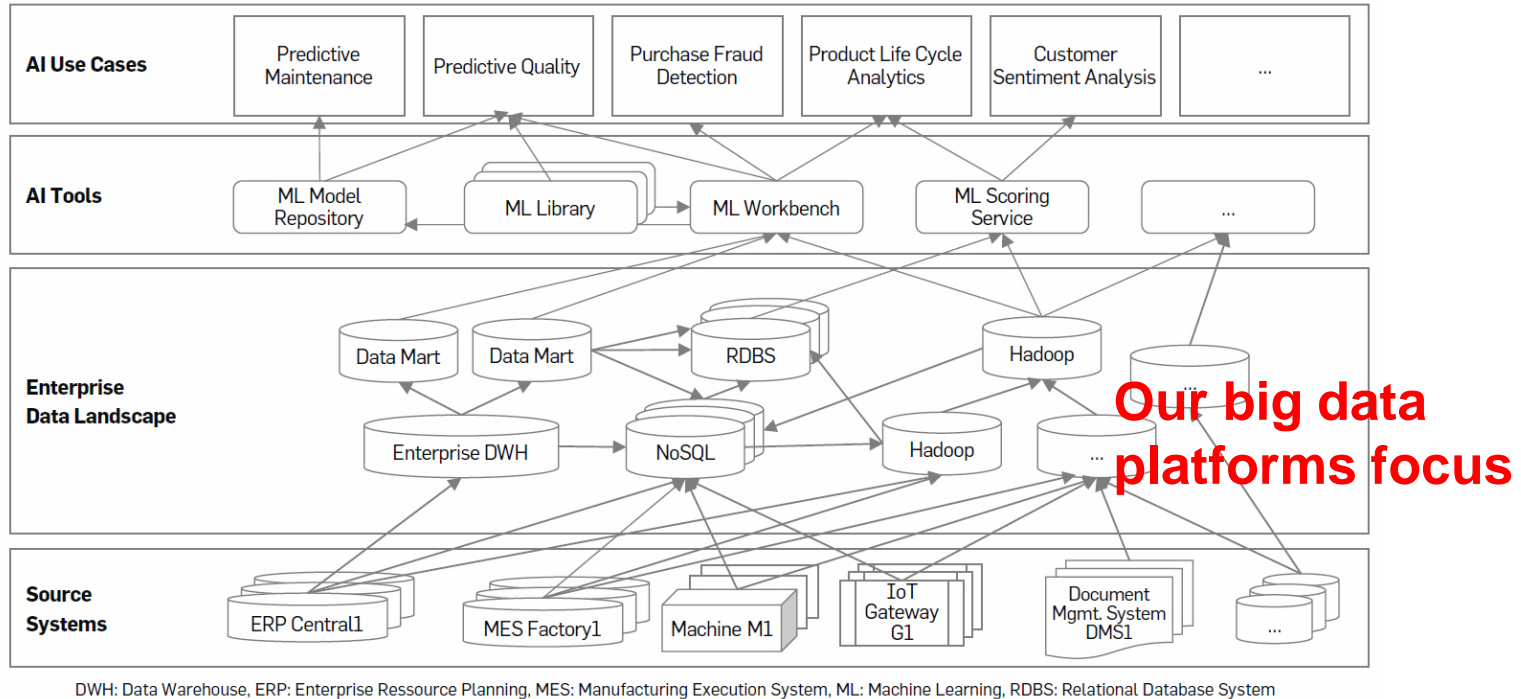 AI Use Cases
Predictive
Maintenance
Predictive Quality
Purchase Fraud
Detection
Product Life Cycle
Analytics
Customer
Sentiment Analysis
...
AI Tools
ML Model
Repository
ML Library
ML Workbench
ML Scoring
Service
...
Enterprise
Data Landscape
Data Mart
Data Mart
RDBS
Hadoop
...
Enterprise DWH
NoSQL
Hadoop
...
Our big data
platforms focus
Source
Systems
ERP Central1
MES Factory1
Machine M1
IoT
Gateway
G1
Document
Mgmt. System
DMS1
...
DWH: Data Warehouse, ERP: Enterprise Ressource Planning, MES: Manufacturing Execution System, ML: Machine Learning, RDBS: Relational Database System